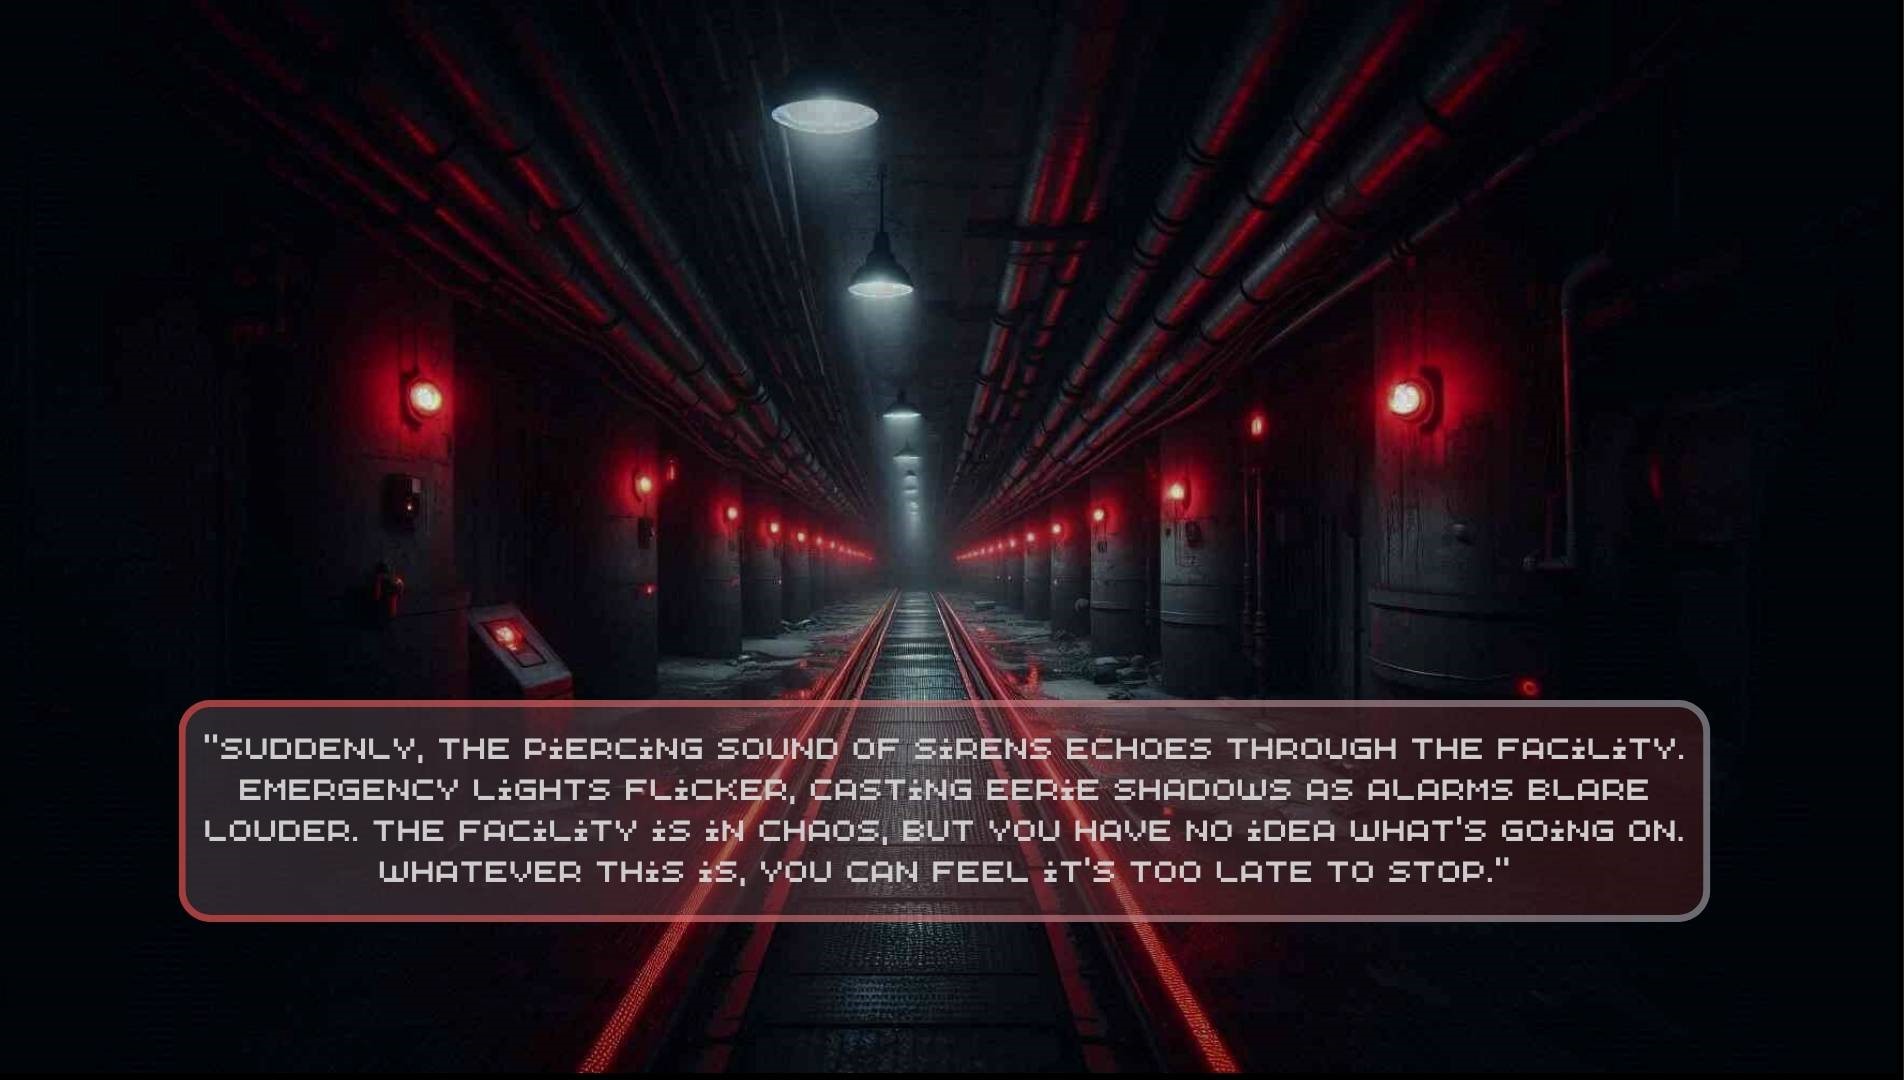 "SUDDENLY, THE PiERCiNG SOUND OF SiRENS ECHOES THROUGH THE FACiLiTY.
EMERGENCY LiGHTS FLiCKER, CASTiNG EERiE SHADOWS AS ALARMS BLARE
LOUDER. THE FACiLiTY iS iN CHAOS, BUT YOU HAVE NO iDEA WHAT'S GOiNG ON.
WHATEVER THiS iS, YOU CAN FEEL iT'S TOO LATE TO STOP."